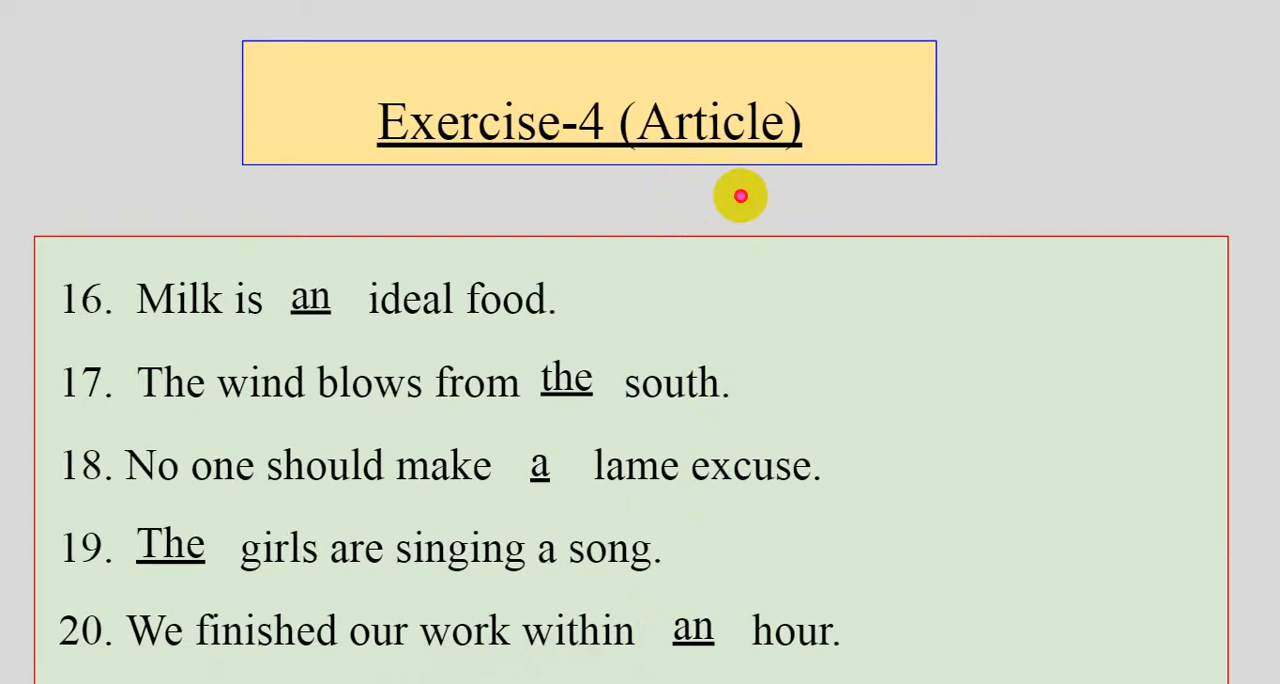 Exercise-4 (Article)
16. Milk is an ideal food.
17. The wind blows from the south.
18. No one should make a lame excuse.
19. The girls are singing a song.
20. We finished our work within an hour.